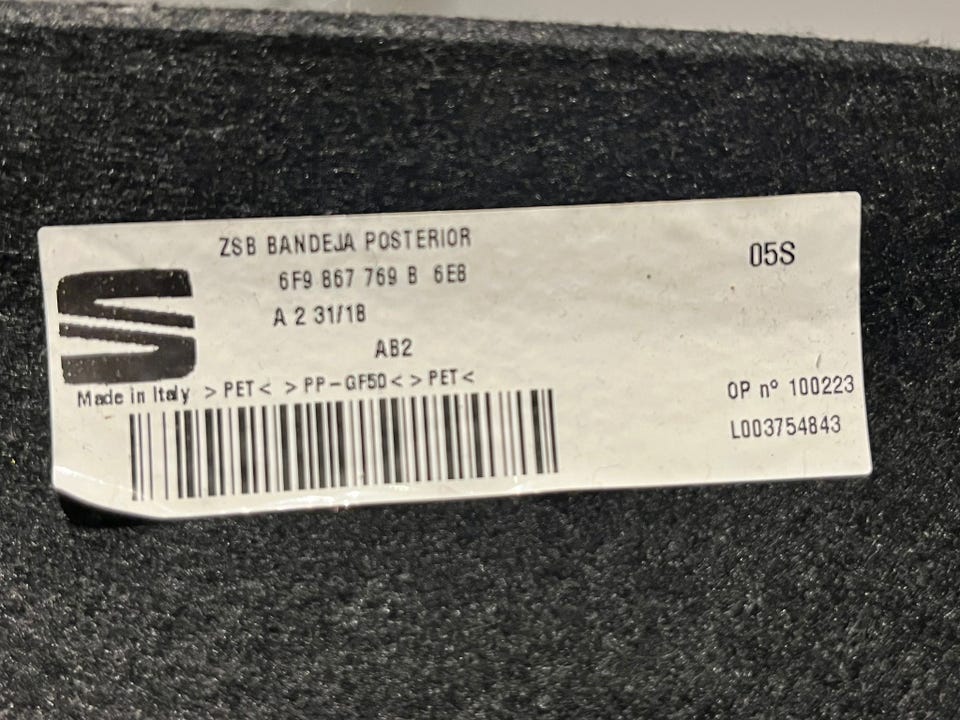 ZSB BANDEJA POSTERIOR
05S
6F9 867 769 B 6E8
A 2 31/18
AB2
Made in Italy >PET< >PP-GF50< >PET<
OP nº 100223
L003754843